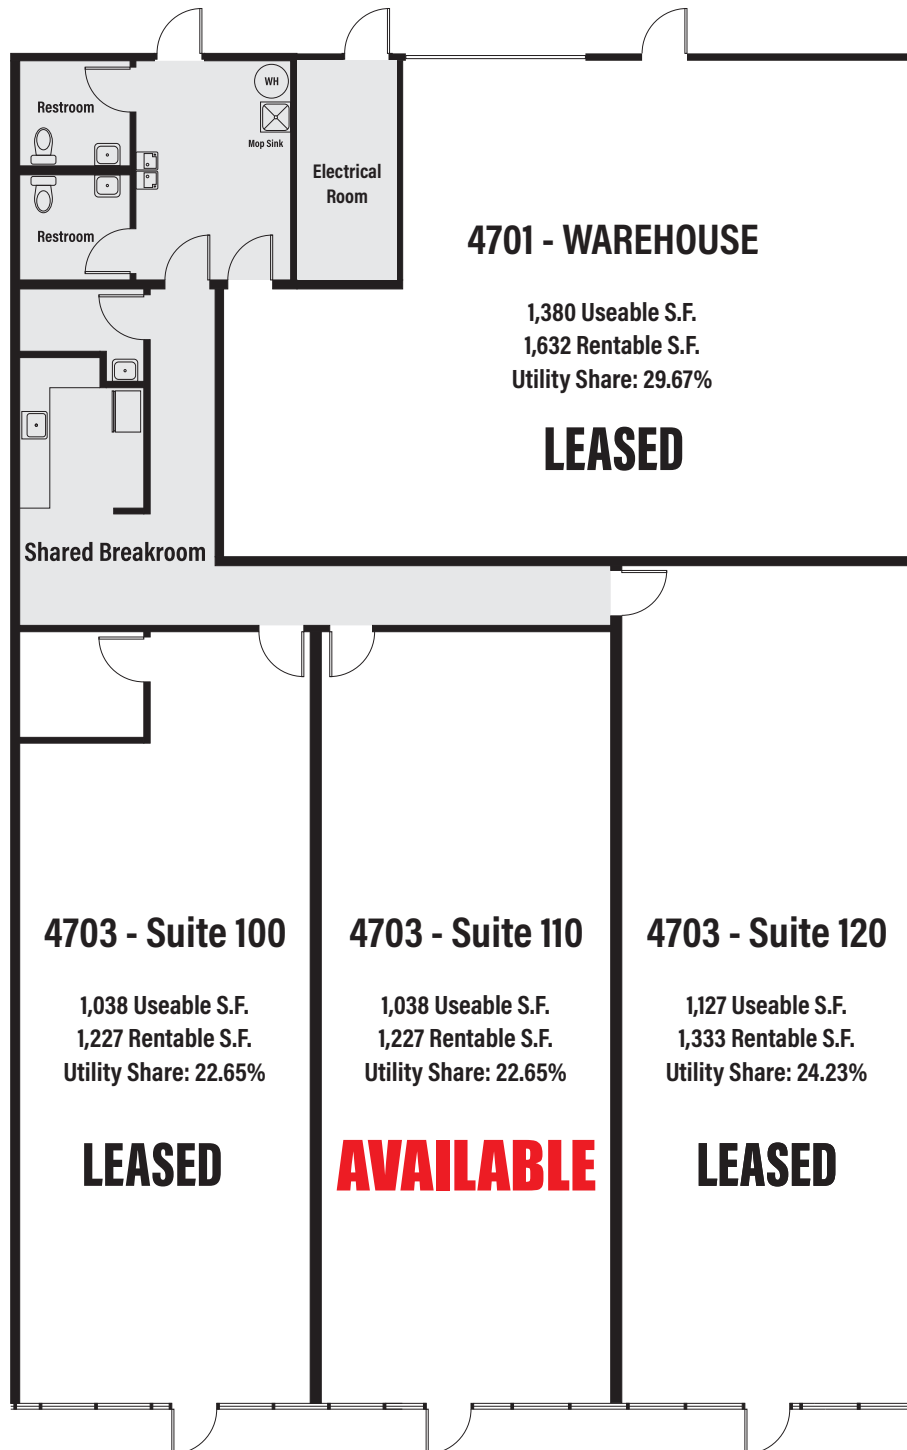 WH
Restroom
Mop Sink
Electrical
Room
Restroom
4701 - WAREHOUSE
1,380 Useable S.F.
1,632 Rentable S.F.
Utility Share: 29.67%
LEASED
Shared Breakroom
4703 - Suite 100
1,038 Useable S.F.
1,227 Rentable S.F.
Utility Share: 22.65%
LEASED
4703 - Suite 110
1,038 Useable S.F.
1,227 Rentable S.F.
Utility Share: 22.65%
AVAILABLE
4703 - Suite 120
1,127 Useable S.F.
1,333 Rentable S.F.
Utility Share: 24.23%
LEASED